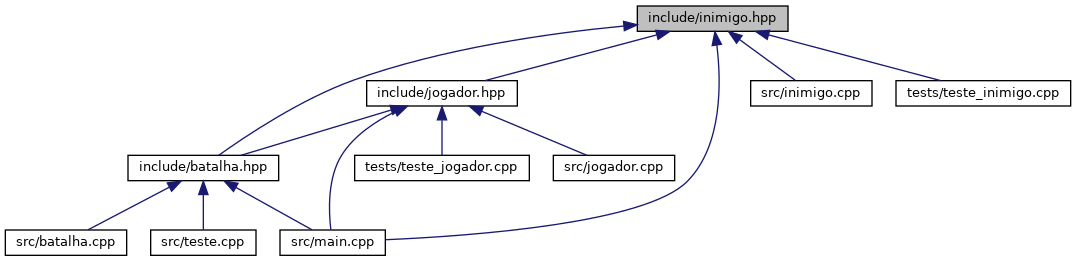 include/inimigo.hpp
include/jogador.hpp
src/inimigo.cpp
tests/teste_inimigo.cpp
include/batalha.hpp
tests/teste_jogador.cpp
src/jogador.cpp
src/batalha.cpp
src/teste.cpp
src/main.cpp